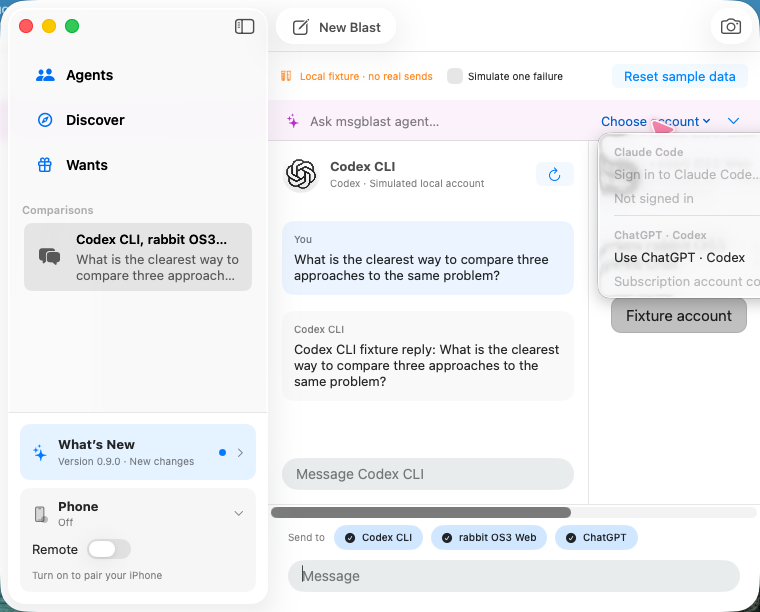 New Blast
Agents
Discover
Wants
Comparisons
Codex CLI, rabbit OS3...
What is the clearest way to
compare three approach...
What's New
Version 0.9.0 · New changes
Phone
Off
Remote
Turn on to pair your iPhone
Local fixture · no real sends
Simulate one failure
Reset sample data
Ask msgblast agent...
Choose account
Codex CLI
Codex · Simulated local account
You
What is the clearest way to compare three
approaches to the same problem?
Codex CLI
Codex CLI fixture reply: What is the clearest
way to compare three approaches to the
same problem?
Message Codex CLI
Claude Code
Sign in to Claude Code...
Not signed in
ChatGPT · Codex
Use ChatGPT · Codex
Subscription account co
Fixture account
Send to
Codex CLI
rabbit OS3 Web
ChatGPT
Message